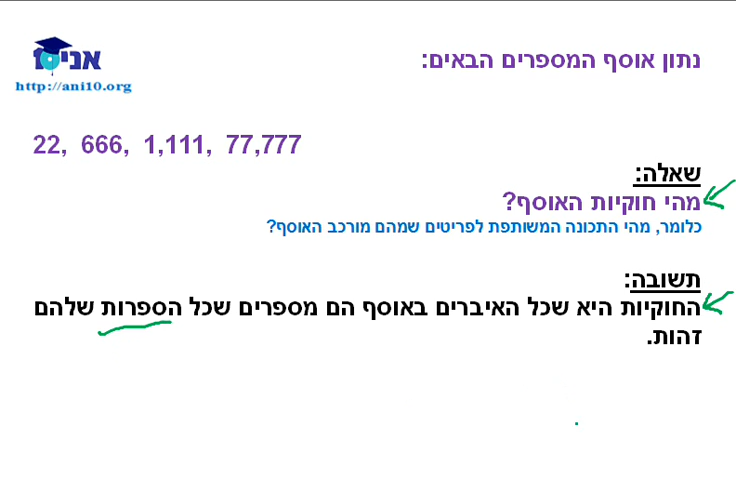 אני10
http://ani10.org
נתון אוסף המספרים הבאים:
22, 666, 1,111, 77,777
שאלה:
מהי חוקיות האוסף?
כלומר, מהי התכונה המשותפת לפריטים שמהם מורכב האוסף?
תשובה:
החוקיות היא שכל האיברים באוסף הם מספרים שכל הספרות שלהם
זהות.